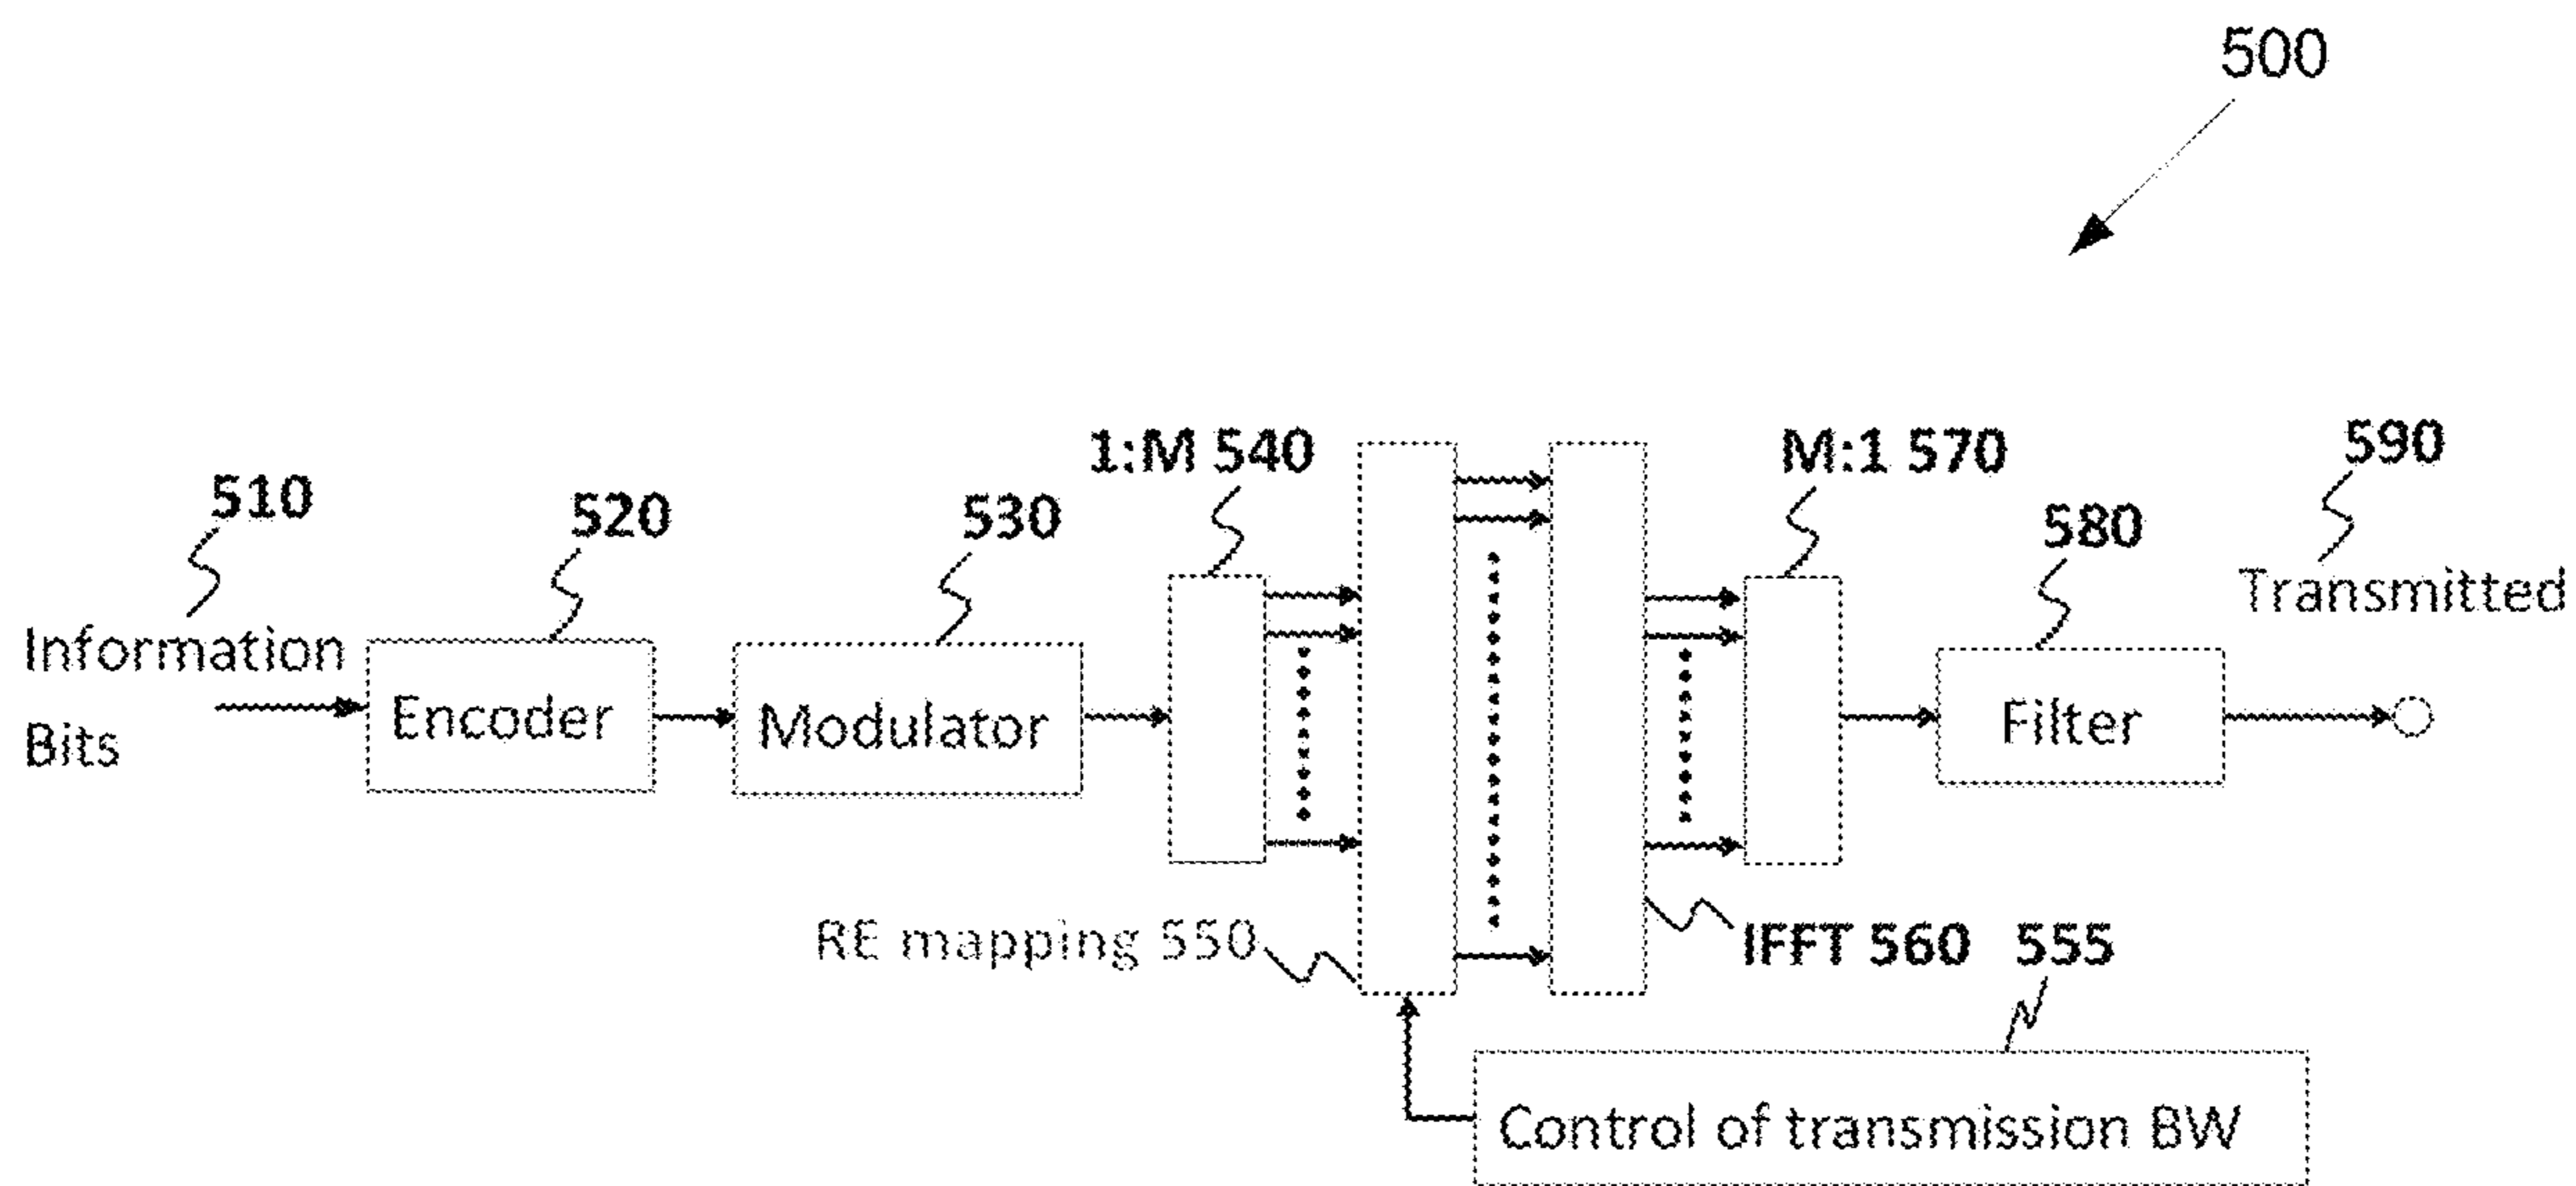 500
1:M 540
M:1 570
590
510
520
530
580
Transmitted
Information
Bits
Encoder
Modulator
Filter
RE mapping 550
IFFT 560
555
Control of transmission BW